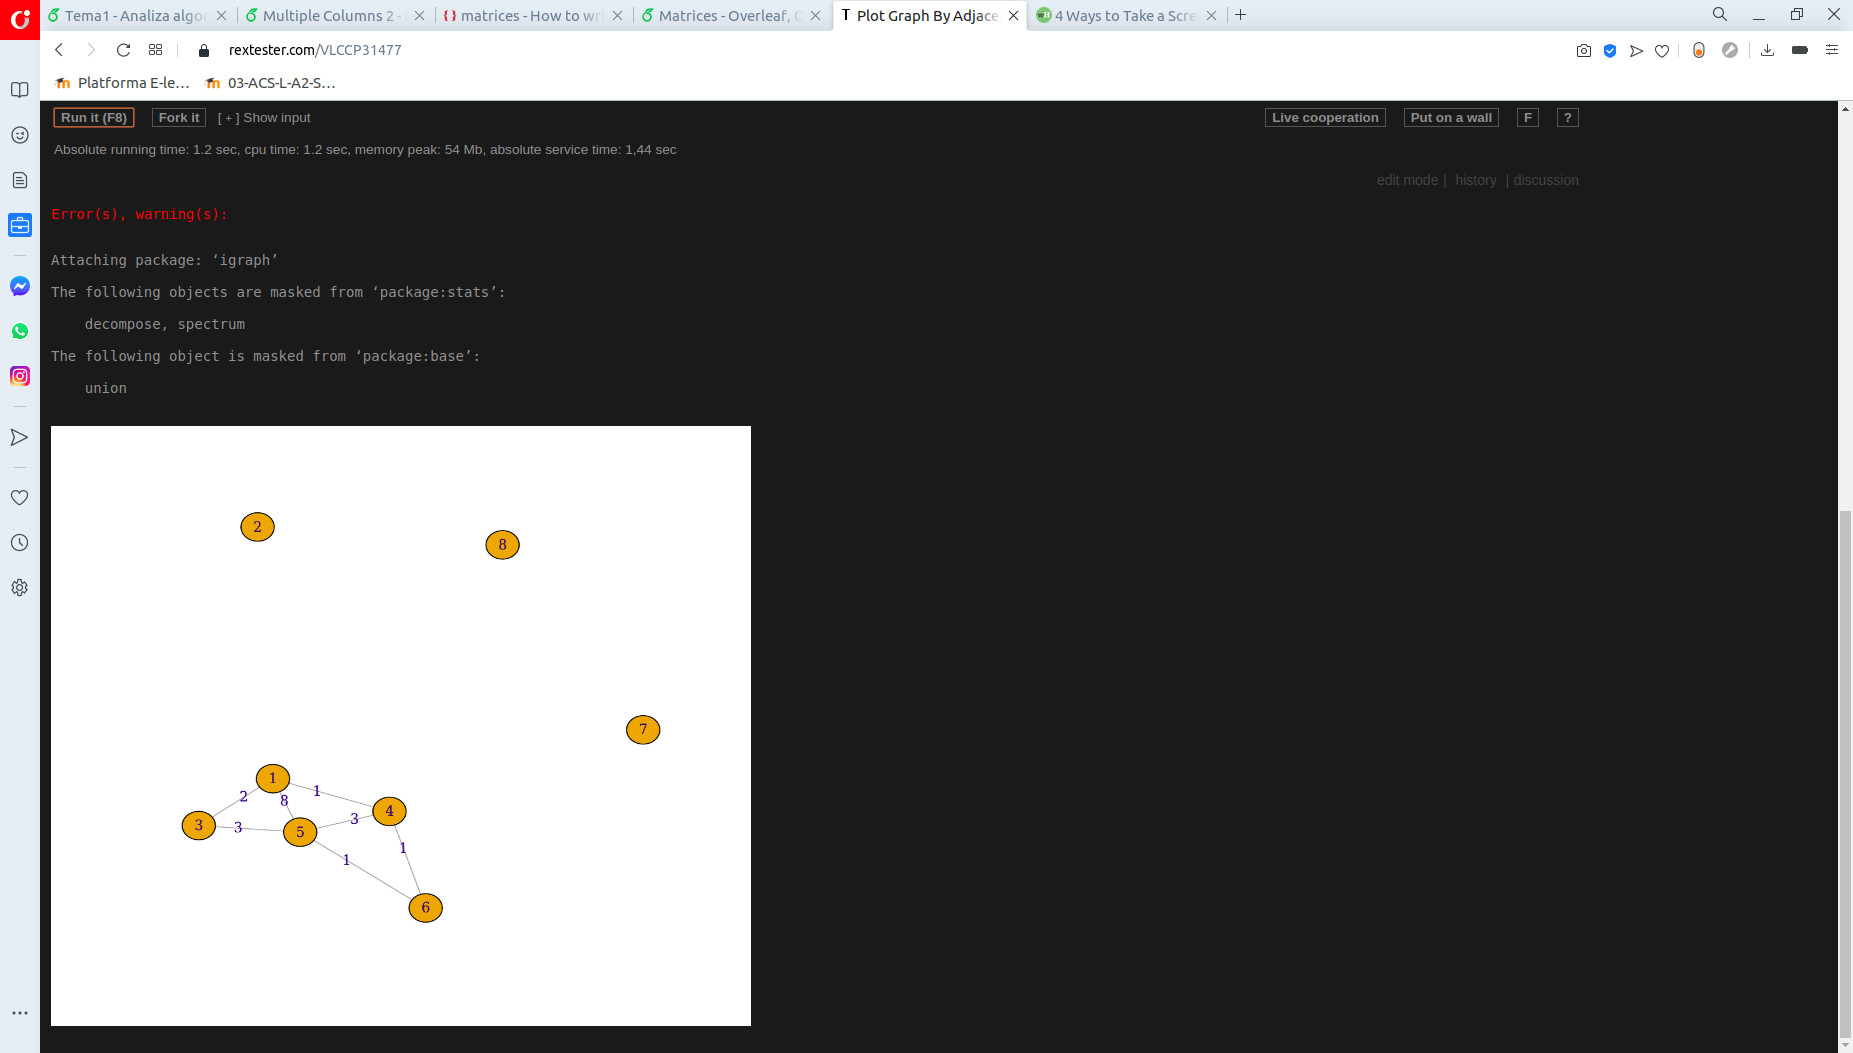 Tema1 - Analiza algor
Multiple Columns 2 -
matrices - How to wri
Matrices - Overleaf, O
Plot Graph By Adjace
4 Ways to Take a Scre
rextester.com/VLCCP31477
Platforma E-le...
03-ACS-L-A2-S...
Run it (F8)
Fork it
[ + ] Show input
Live cooperation
Put on a wall
F
?
Absolute running time: 1.2 sec, cpu time: 1.2 sec, memory peak: 54 Mb, absolute service time: 1,44 sec
edit mode | history | discussion
Error(s), warning(s):
Attaching package: ‘igraph’
The following objects are masked from ‘package:stats’:
decompose, spectrum
The following object is masked from ‘package:base’:
union
2
8
7
1
2
8
1
4
3
3
5
3
1
1
6